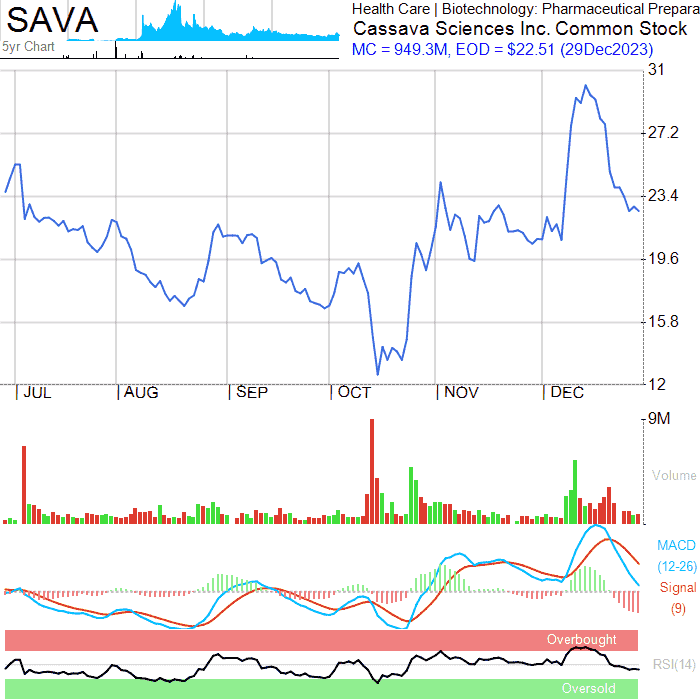 SAVA
5yr Chart
Health Care | Biotechnology: Pharmaceutical Prepara
Cassava Sciences Inc. Common Stock
MC = 949.3M, EOD = $22.51 (29Dec2023)
31
27.2
23.4
19.6
15.8
12
JUL
AUG
SEP
OCT
NOV
DEC
9M
Volume
MACD
(12-26)
Signal
(9)
Overbought
RSI(14)
Oversold